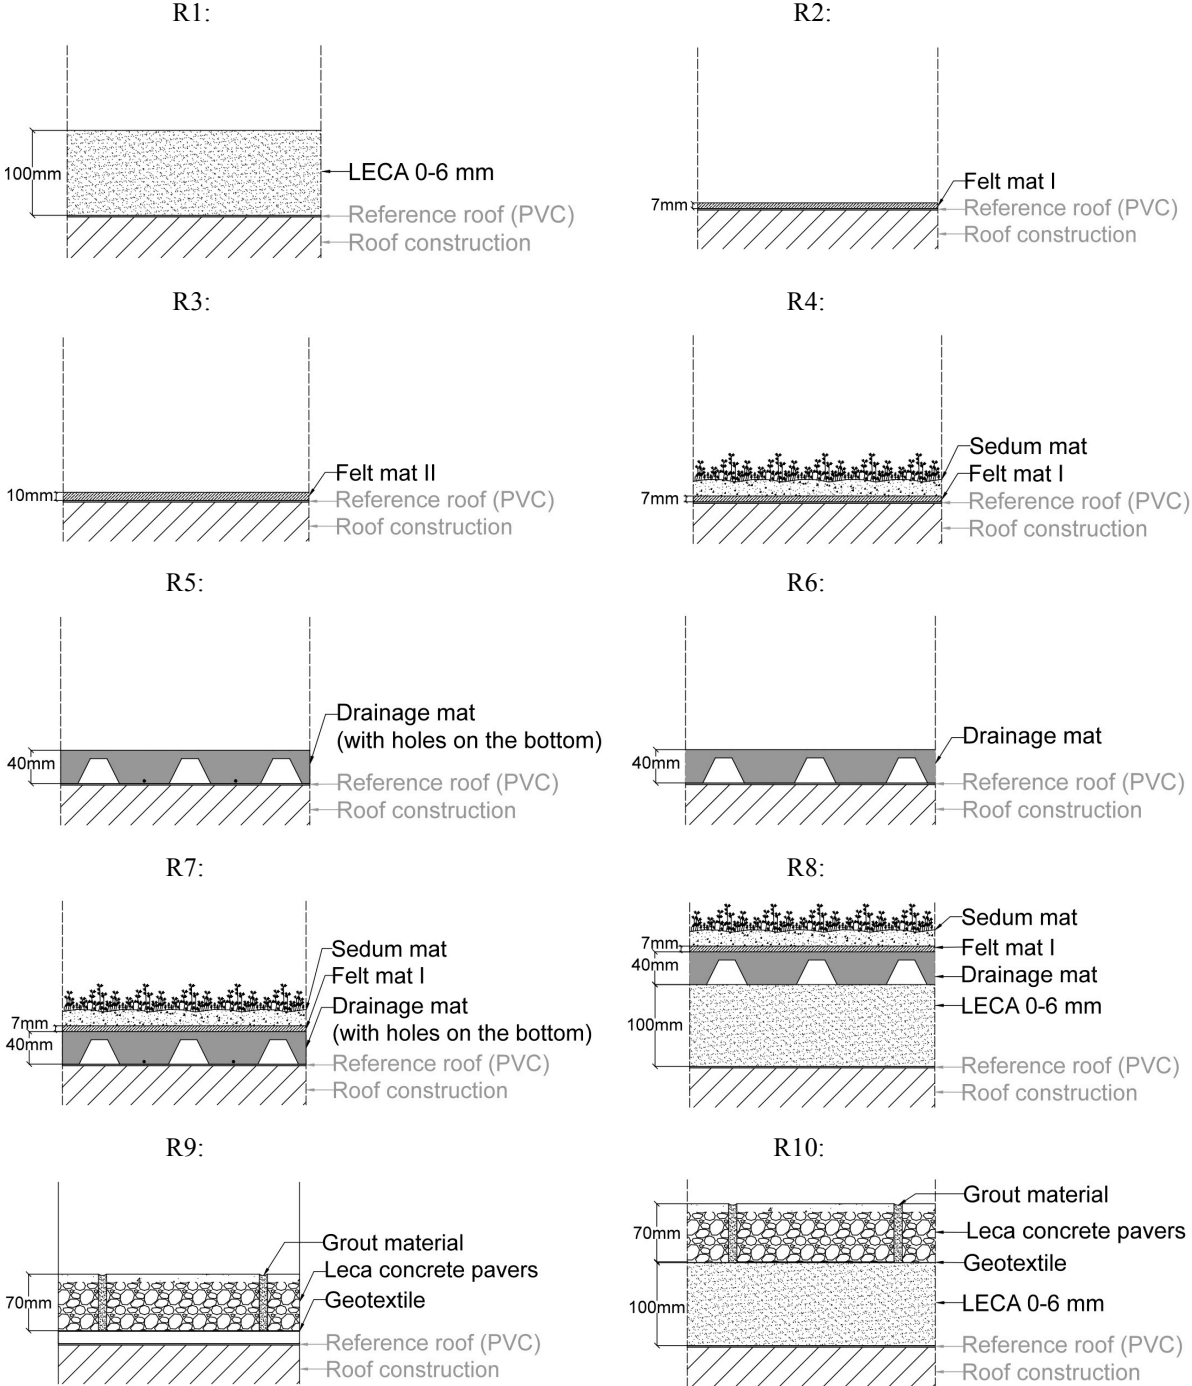 R1:
R2:
100mm
LECA 0-6 mm
Reference roof (PVC)
Roof construction
7mm
Felt mat I
Reference roof (PVC)
Roof construction
R3:
R4:
10mm
Felt mat II
Reference roof (PVC)
Roof construction
7mm
Sedum mat
Felt mat I
Reference roof (PVC)
Roof construction
R5:
R6:
40mm
Drainage mat
(with holes on the bottom)
Reference roof (PVC)
Roof construction
40mm
Drainage mat
Reference roof (PVC)
Roof construction
R7:
R8:
7mm
40mm
Sedum mat
Felt mat I
Drainage mat
(with holes on the bottom)
Reference roof (PVC)
Roof construction
7mm
40mm
100mm
Sedum mat
Felt mat I
Drainage mat
LECA 0-6 mm
Reference roof (PVC)
Roof construction
R9:
R10:
70mm
Grout material
Leca concrete pavers
Geotextile
Reference roof (PVC)
Roof construction
70mm
100mm
Grout material
Leca concrete pavers
Geotextile
LECA 0-6 mm
Reference roof (PVC)
Roof construction